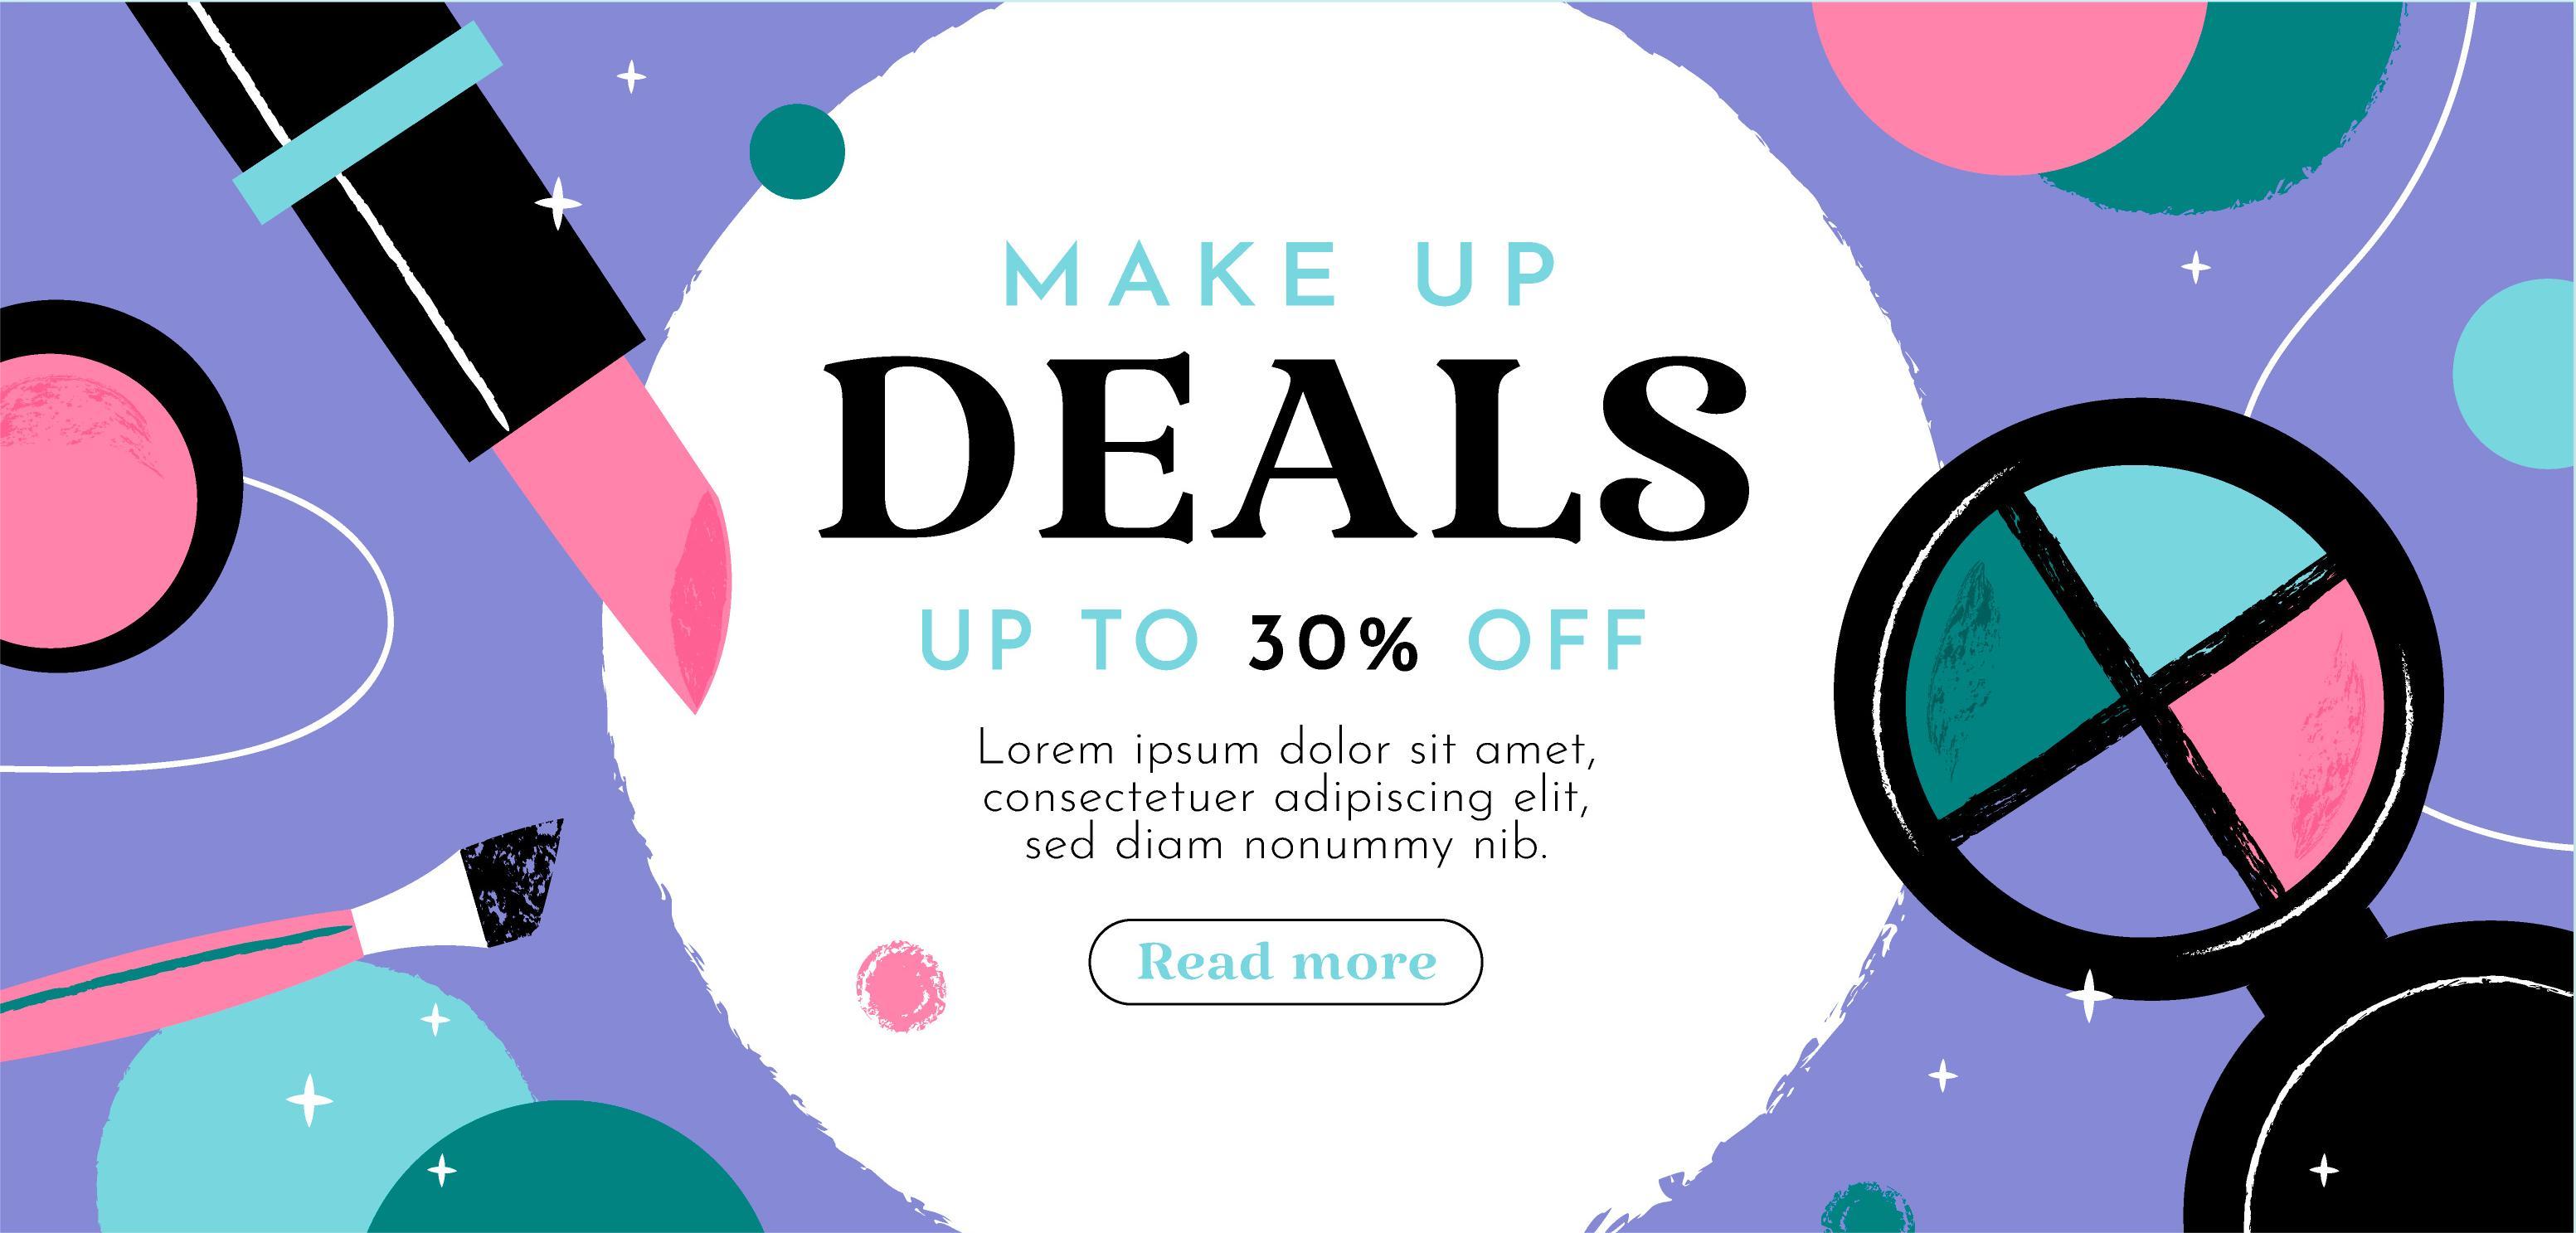 MAKE UP
DEALS
UP TO 30% OFF
Lorem ipsum dolor sit amet,
consectetuer adipiscing elit,
sed diam nonummy nib.
Read more